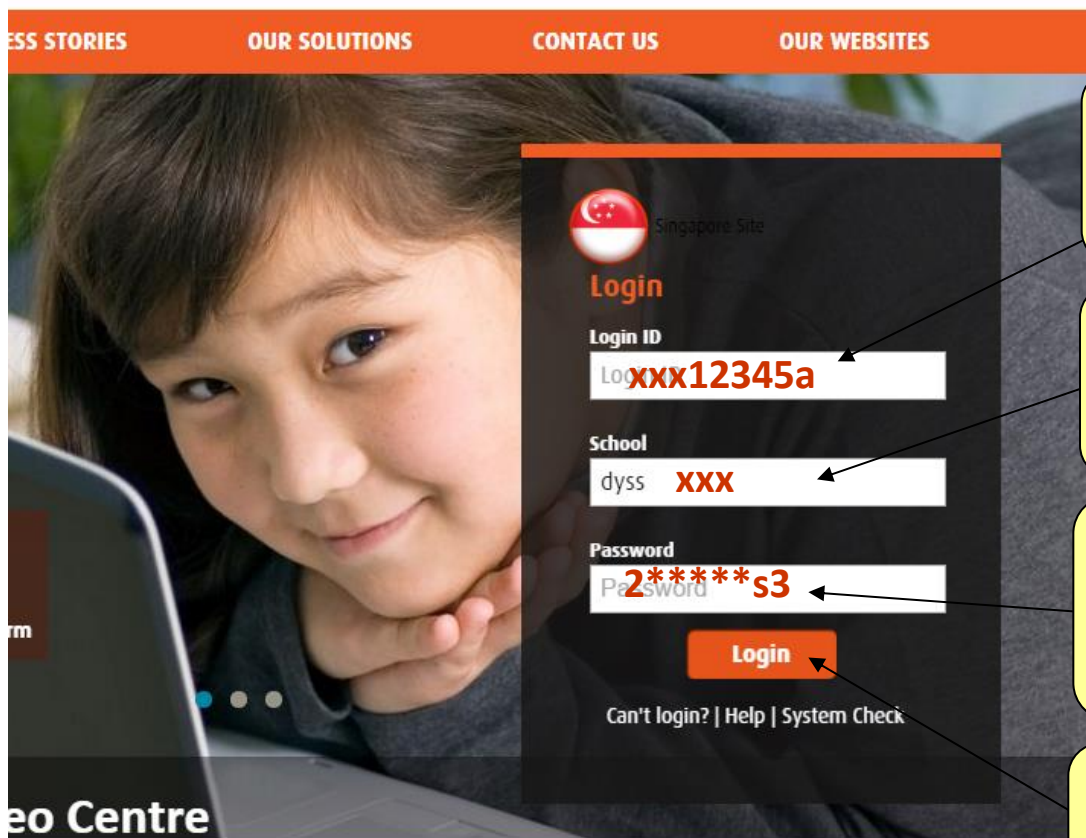 ESS STORIES OUR SOLUTIONS CONTACT US OUR WEBSITES
Singapore Site
Login
Login ID
xxx12345a
School
dyss xxx
Password
Password 2*****s3
Login
Can't login? | Help | System Check
rm
eo Centre